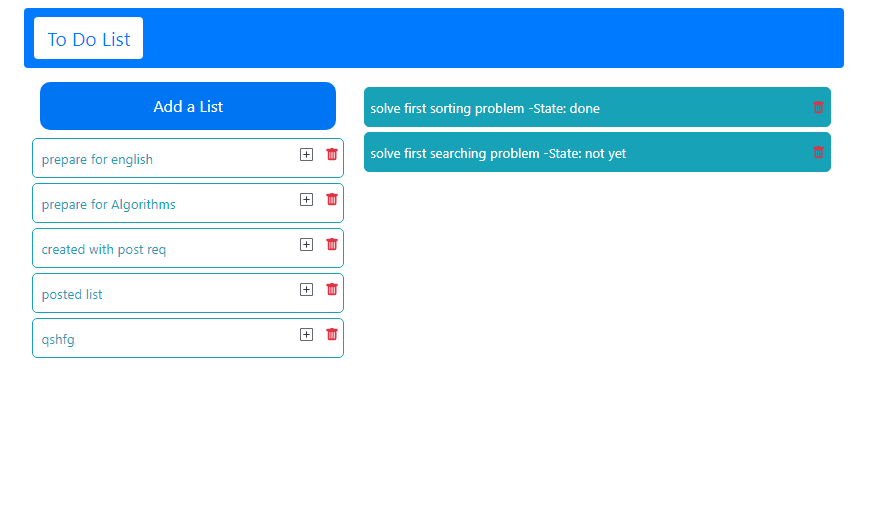 To Do List
Add a List
prepare for english
prepare for Algorithms
created with post req
posted list
qshfg
solve first sorting problem -State: done
solve first searching problem -State: not yet